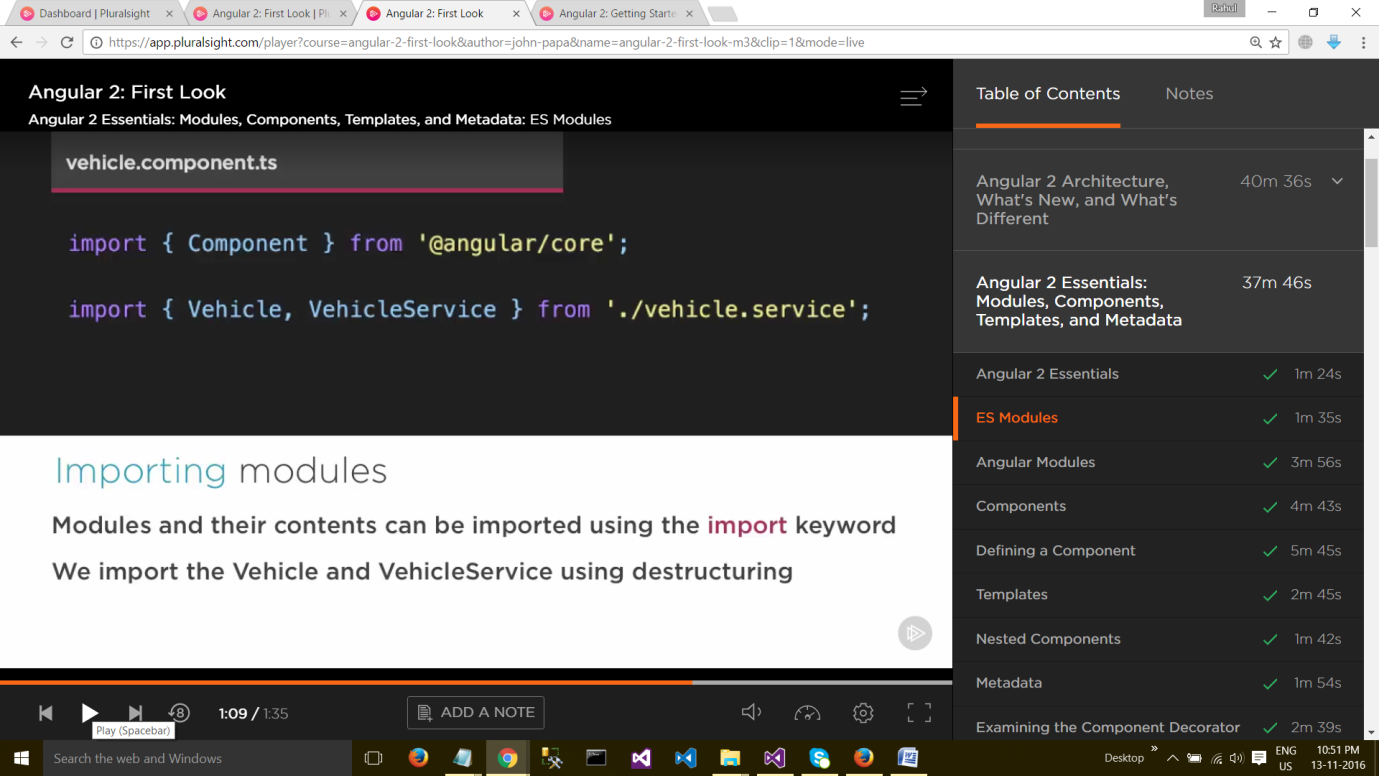 Dashboard | Pluralsight
Angular 2: First Look | Pl
Angular 2: First Look
Angular 2: Getting Starte
Rahul
https://app.pluralsight.com/player?course=angular-2-first-look&author=john-papa&name=angular-2-first-look-m3&clip=1&mode=live
Angular 2: First Look
Angular 2 Essentials: Modules, Components, Templates, and Metadata: ES Modules
vehicle.component.ts
import { Component } from '@angular/core';
import { Vehicle, VehicleService } from './vehicle.service';
Importing modules
Modules and their contents can be imported using the import keyword
We import the Vehicle and VehicleService using destructuring
8
1:09 / 1:35
ADD A NOTE
Play (Spacebar)
Table of Contents
Notes
Angular 2 Architecture, 40m 36s
What's New, and What's
Different
Angular 2 Essentials: 37m 46s
Modules, Components,
Templates, and Metadata
Angular 2 Essentials 1m 24s
ES Modules 1m 35s
Angular Modules 3m 56s
Components 4m 43s
Defining a Component 5m 45s
Templates 2m 45s
Nested Components 1m 42s
Metadata 1m 54s
Examining the Component Decorator 2m 39s
Search the web and Windows
Desktop
ENG
US
10:51 PM
13-11-2016